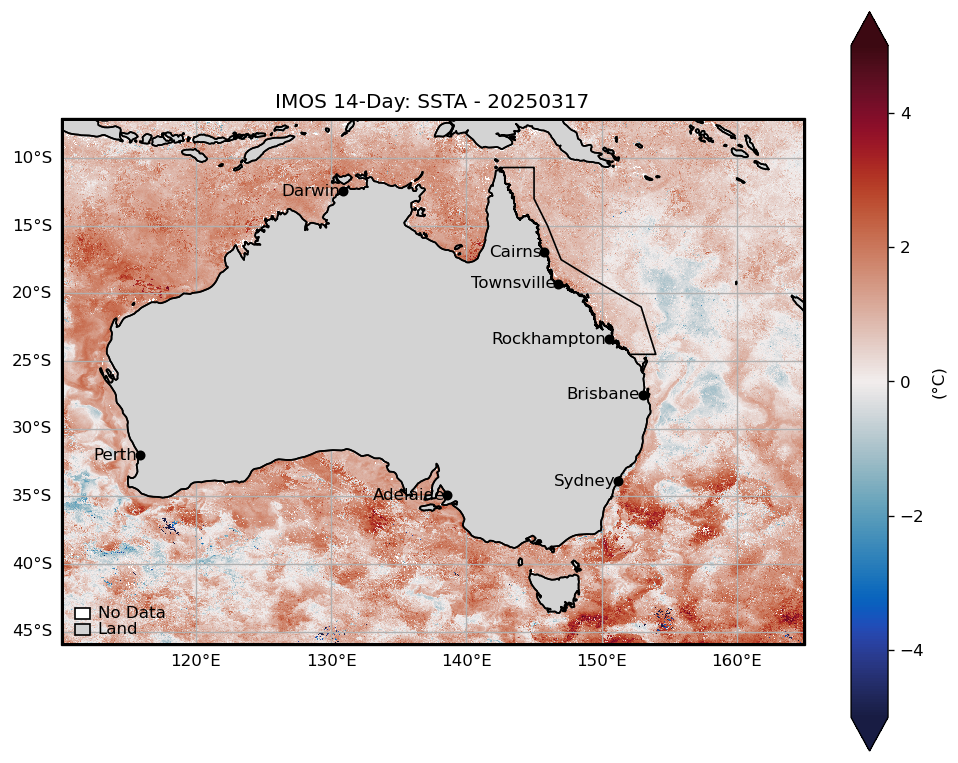 IMOS 14-Day: SSTA - 20250317
10°S
15°S
20°S
25°S
30°S
35°S
40°S
45°S
Darwin
Cairns
Townsville
Rockhampton
Brisbane
Perth
Sydney
Adelaide
No Data
Land
120°E
130°E
140°E
150°E
160°E
4
2
0
−2
−4
(°C)